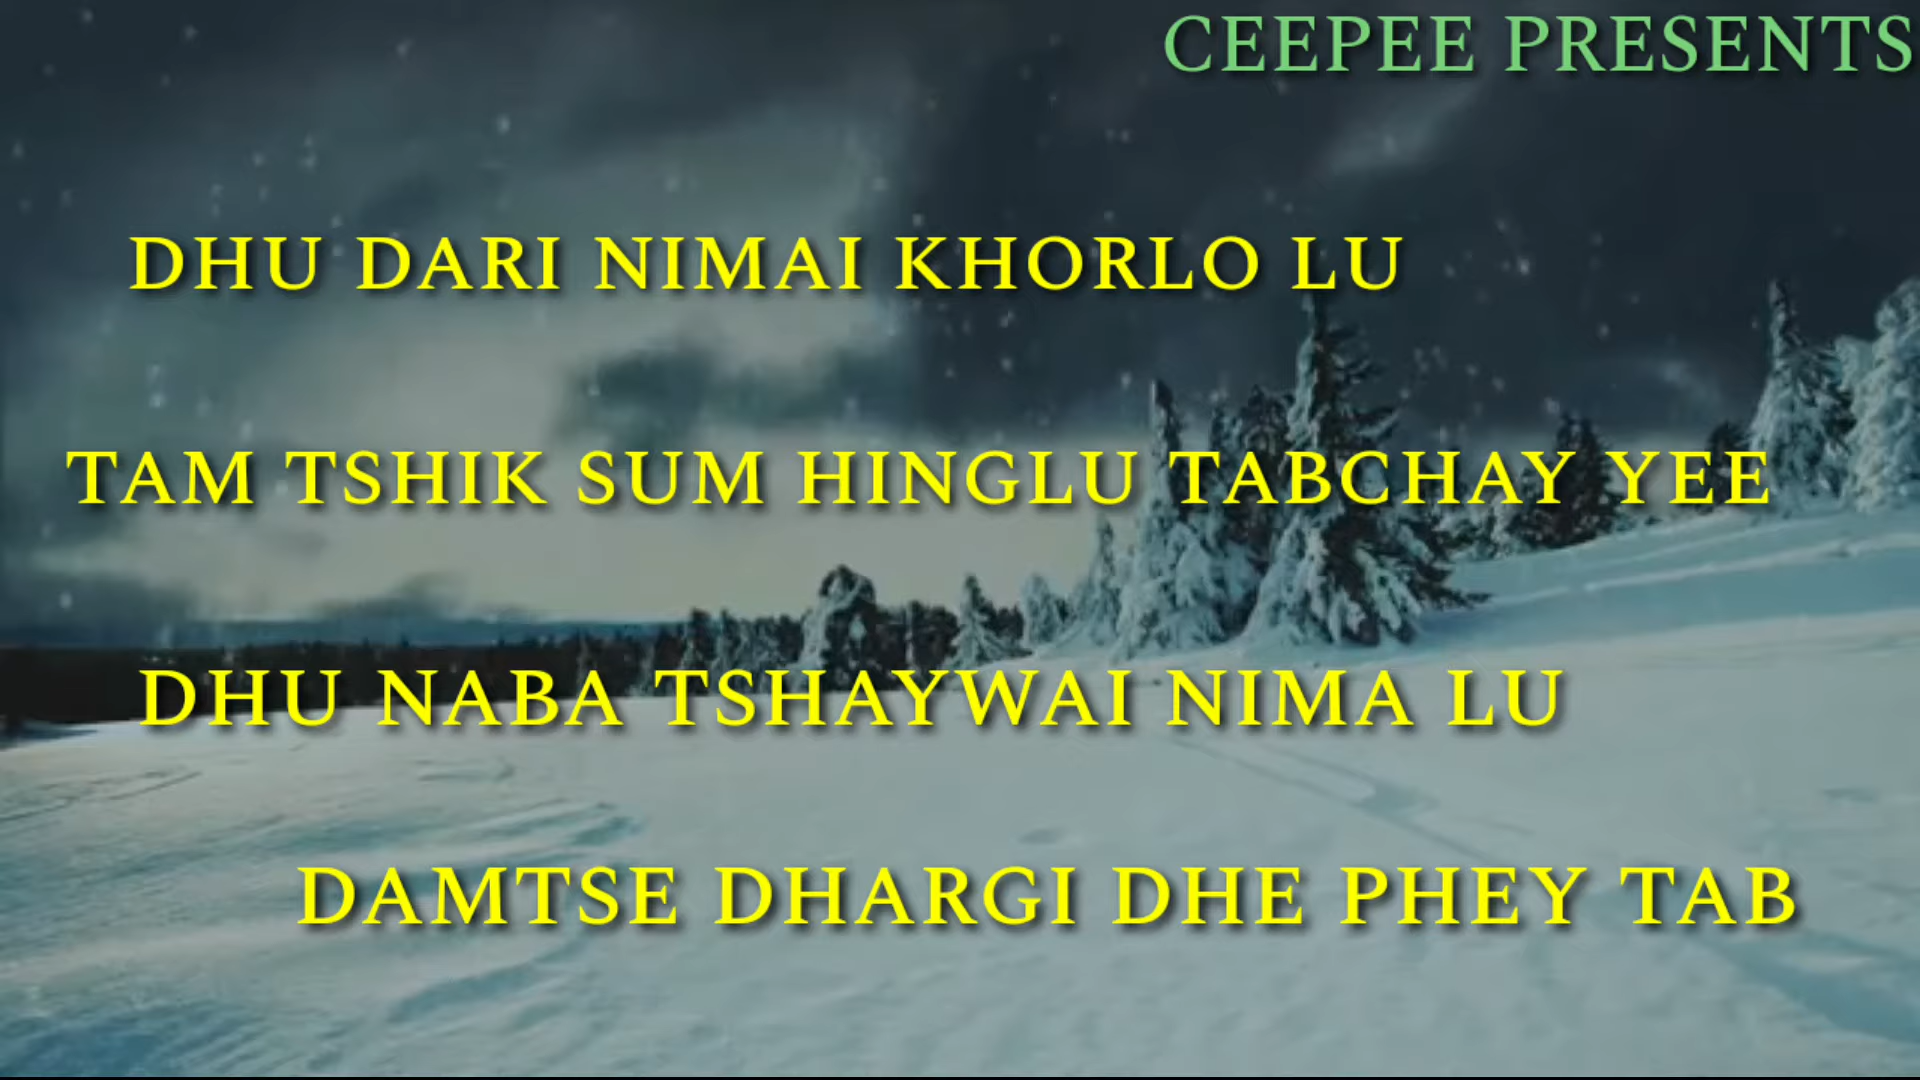 CEEPEE PRESENTS
DHU DARI NIMAI KHORLO LU
TAM TSHIK SUM HINGLU TABCHAY YEE
DHU NABA TSHAYWAI NIMA LU
DAMTSE DHARGI DHE PHEY TAB